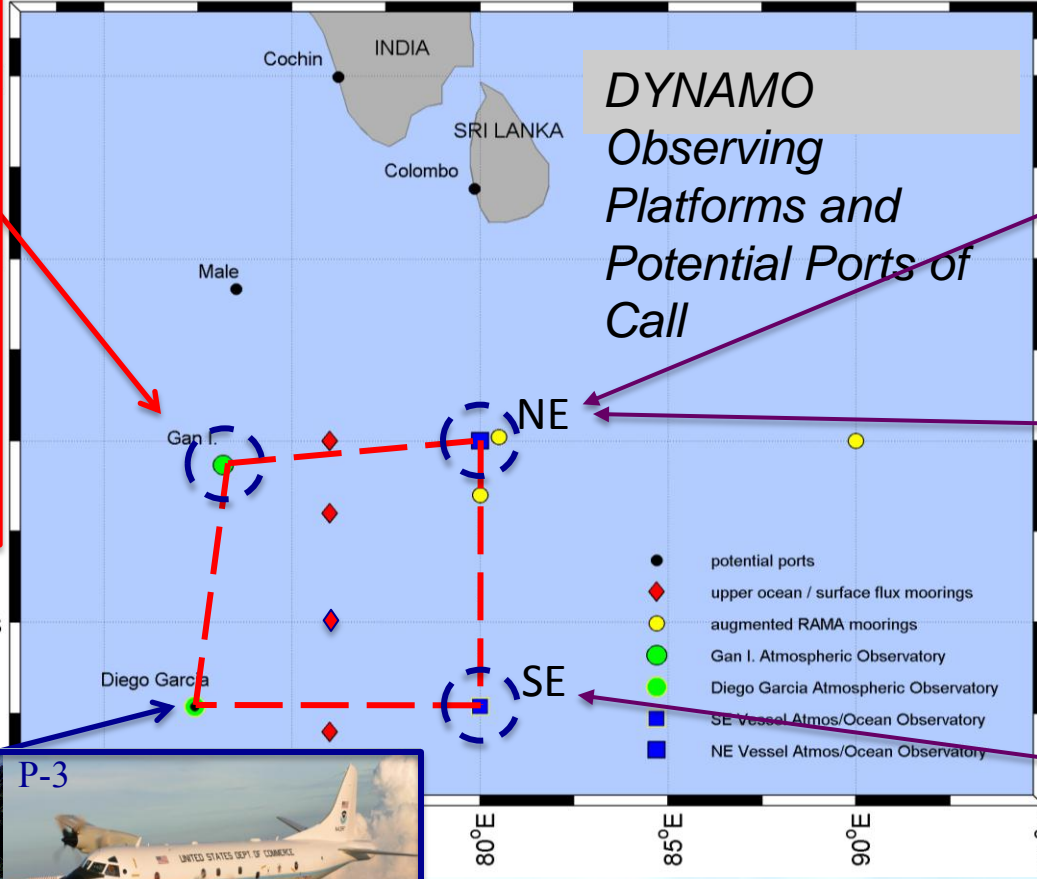 INDIA
Cochin
SRI LANKA
Colombo
DYNAMO
Observing
Platforms and
Potential Ports of
Call
Male
Gan I.
NE
potential ports
upper ocean / surface flux moorings
augmented RAMA moorings
Gan I. Atmospheric Observatory
Diego Garcia Atmospheric Observatory
SE Vessel Atmos/Ocean Observatory
NE Vessel Atmos/Ocean Observatory
Diego Garcia
SE
P-3
UNITED STATES DEPT. OF COMMERCE
80°E
85°E
90°E